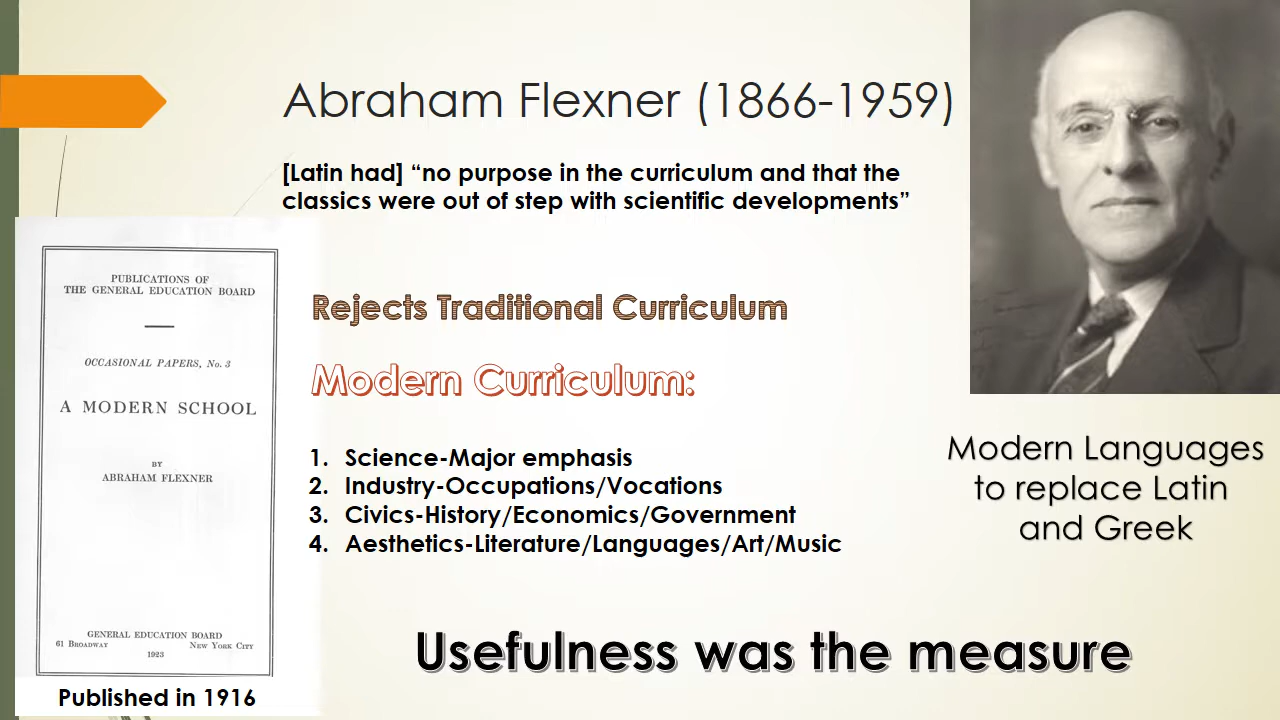 Abraham Flexner (1866-1959)
[Latin had] “no purpose in the curriculum and that the
classics were out of step with scientific developments”
PUBLICATIONS OF
THE GENERAL EDUCATION BOARD
OCCASIONAL PAPERS, No. 3
A MODERN SCHOOL
BY
ABRAHAM FLEXNER
GENERAL EDUCATION BOARD
61 BROADWAY NEW YORK CITY
1923
Published in 1916
Rejects Traditional Curriculum
Modern Curriculum:
1. Science-Major emphasis
2. Industry-Occupations/Vocations
3. Civics-History/Economics/Government
4. Aesthetics-Literature/Languages/Art/Music
Modern Languages
to replace Latin
and Greek
Usefulness was the measure